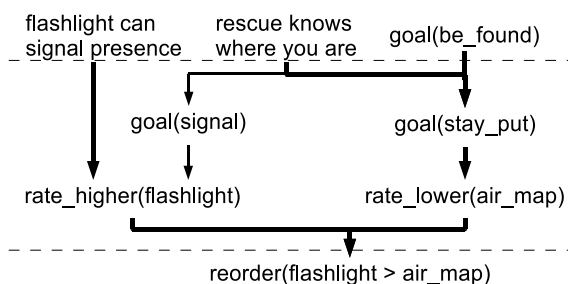 flashlight can
signal presence
rescue knows
where you are
goal(be_found)
goal(signal)
goal(stay_put)
rate_higher(flashlight)
rate_lower(air_map)
reorder(flashlight > air_map)